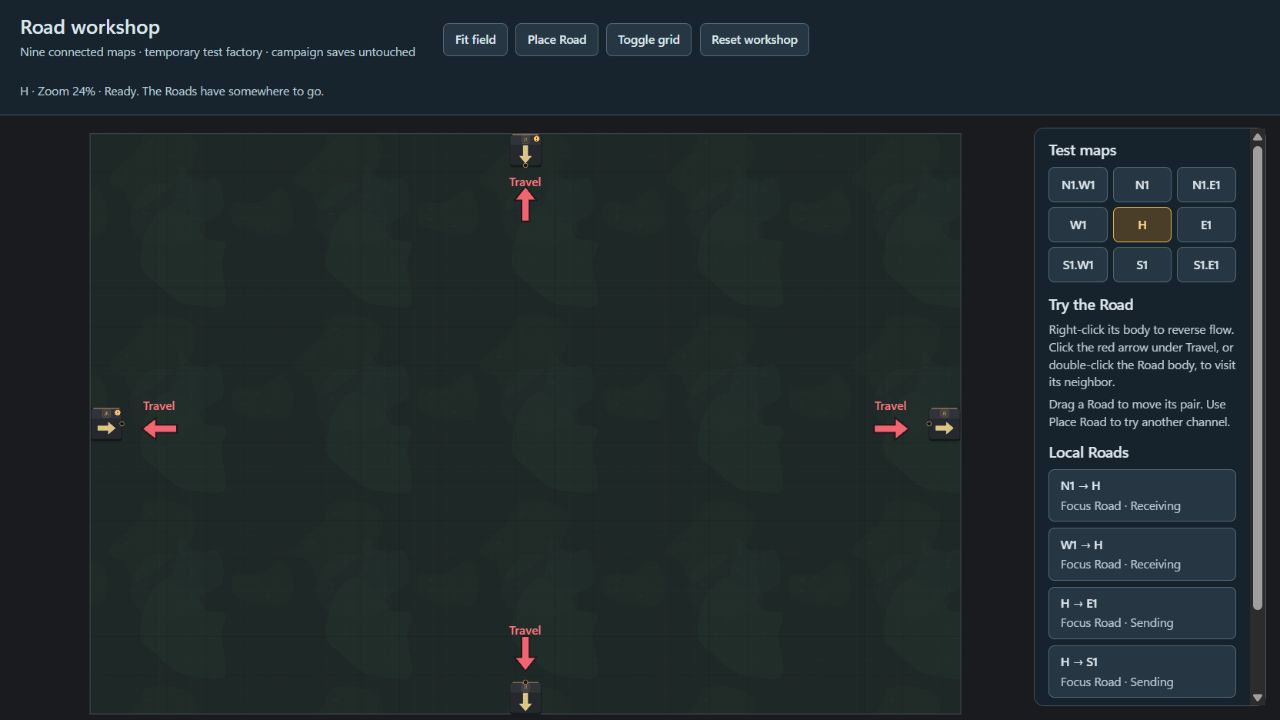 Road workshop
Nine connected maps · temporary test factory · campaign saves untouched
Fit field
Place Road
Toggle grid
Reset workshop
H · Zoom 24% · Ready. The Roads have somewhere to go.
Travel
Travel
Travel
Travel
Test maps
N1.W1 N1 N1.E1
W1 H E1
S1.W1 S1 S1.E1
Try the Road
Right-click its body to reverse flow.
Click the red arrow under Travel, or
double-click the Road body, to visit
its neighbor.
Drag a Road to move its pair. Use
Place Road to try another channel.
Local Roads
N1 → H
Focus Road · Receiving
W1 → H
Focus Road · Receiving
H → E1
Focus Road · Sending
H → S1
Focus Road · Sending